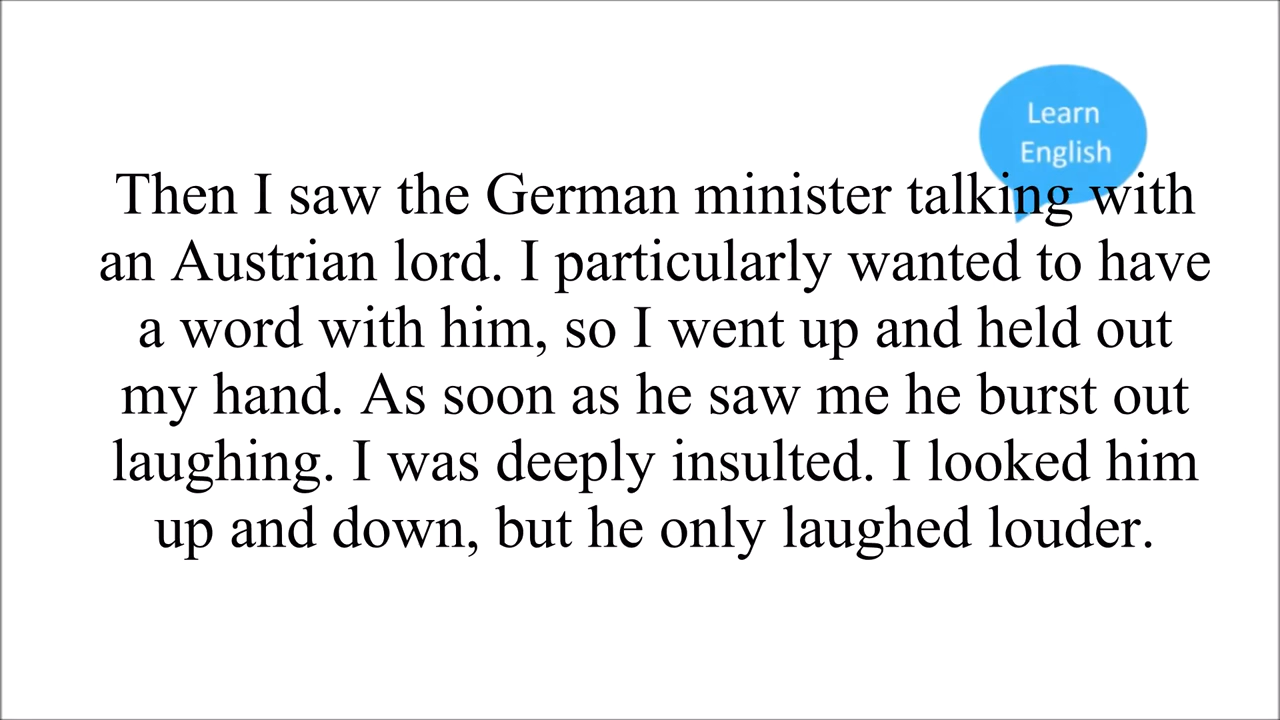 Learn
English
Then I saw the German minister talking with
an Austrian lord. I particularly wanted to have
a word with him, so I went up and held out
my hand. As soon as he saw me he burst out
laughing. I was deeply insulted. I looked him
up and down, but he only laughed louder.